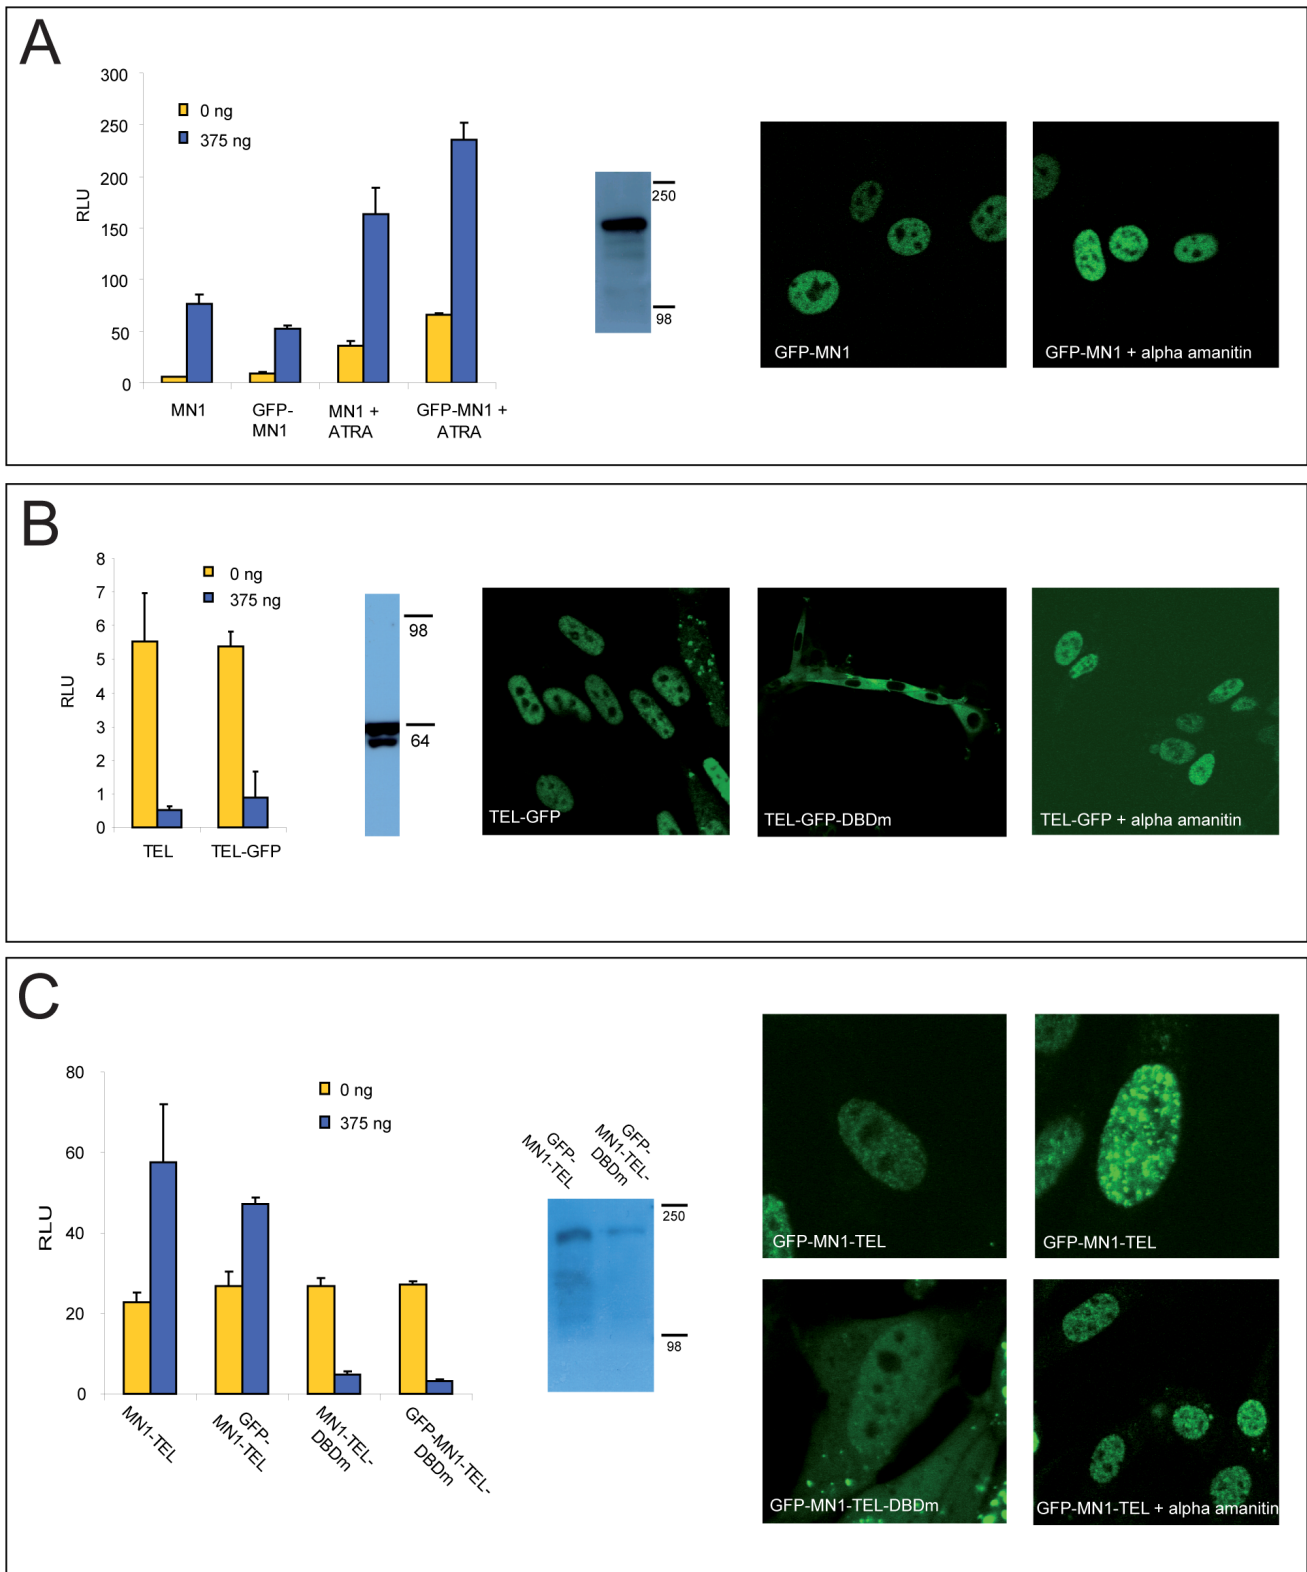 A
300
250
200
150
100
50
0
RLU
0 ng
375 ng
MN1
GFP-
MN1
MN1 +
ATRA
GFP-MN1 +
ATRA
250
98
GFP-MN1
GFP-MN1 + alpha amanitin
B
8
7
6
5
4
3
2
1
0
RLU
0 ng
375 ng
TEL
TEL-GFP
98
64
TEL-GFP
TEL-GFP-DBDm
TEL-GFP + alpha amanitin
C
80
60
40
20
0
RLU
0 ng
375 ng
MN1-TEL
GFP-
MN1-TEL
MN1-TEL-
DBDm
GFP-MN1-TEL-
DBDm
GFP-
MN1-TEL
GFP-
MN1-TEL-
DBDm
250
98
GFP-MN1-TEL
GFP-MN1-TEL
GFP-MN1-TEL-DBDm
GFP-MN1-TEL + alpha amanitin